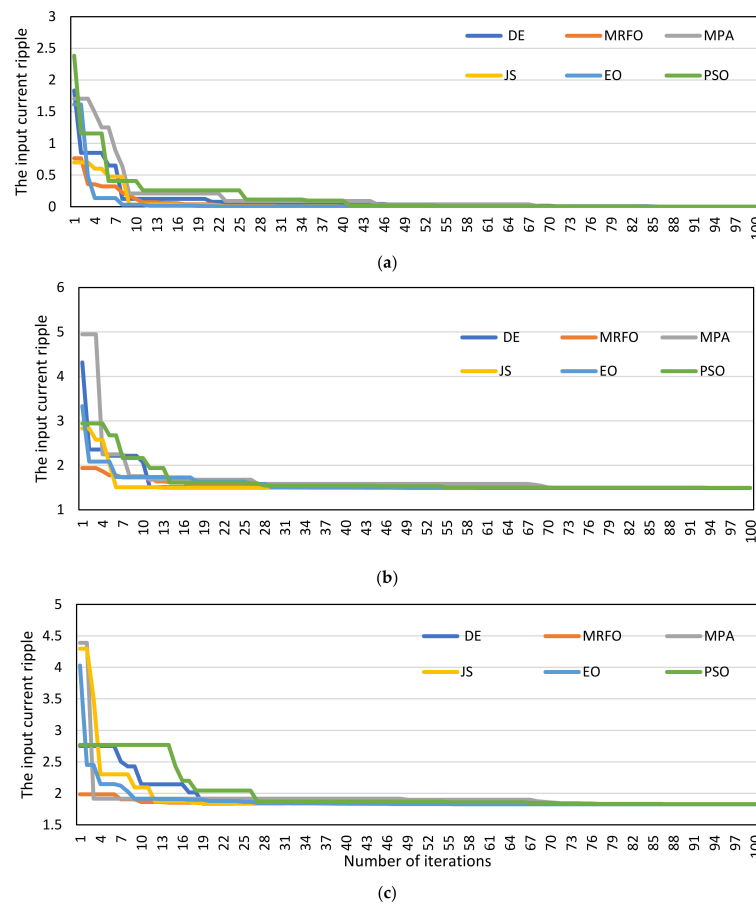 The input current ripple
3
2.5
2
1.5
1
0.5
0
DE MRFO MPA
JS EO PSO
1 4 7 10 13 16 19 22 25 28 31 34 37 40 43 46 49 52 55 58 61 64 67 70 73 76 79 82 85 88 91 94 97 100
(a)
The input current ripple
6
5
4
3
2
1
DE MRFO MPA
JS EO PSO
1 4 7 10 13 16 19 22 25 28 31 34 37 40 43 46 49 52 55 58 61 64 67 70 73 76 79 82 85 88 91 94 97 100
(b)
The input current ripple
5
4.5
4
3.5
3
2.5
2
1.5
DE MRFO MPA
JS EO PSO
1 4 7 10 13 16 19 22 25 28 31 34 37 40 43 46 49 52 55 58 61 64 67 70 73 76 79 82 85 88 91 94 97 100
Number of iterations
(c)